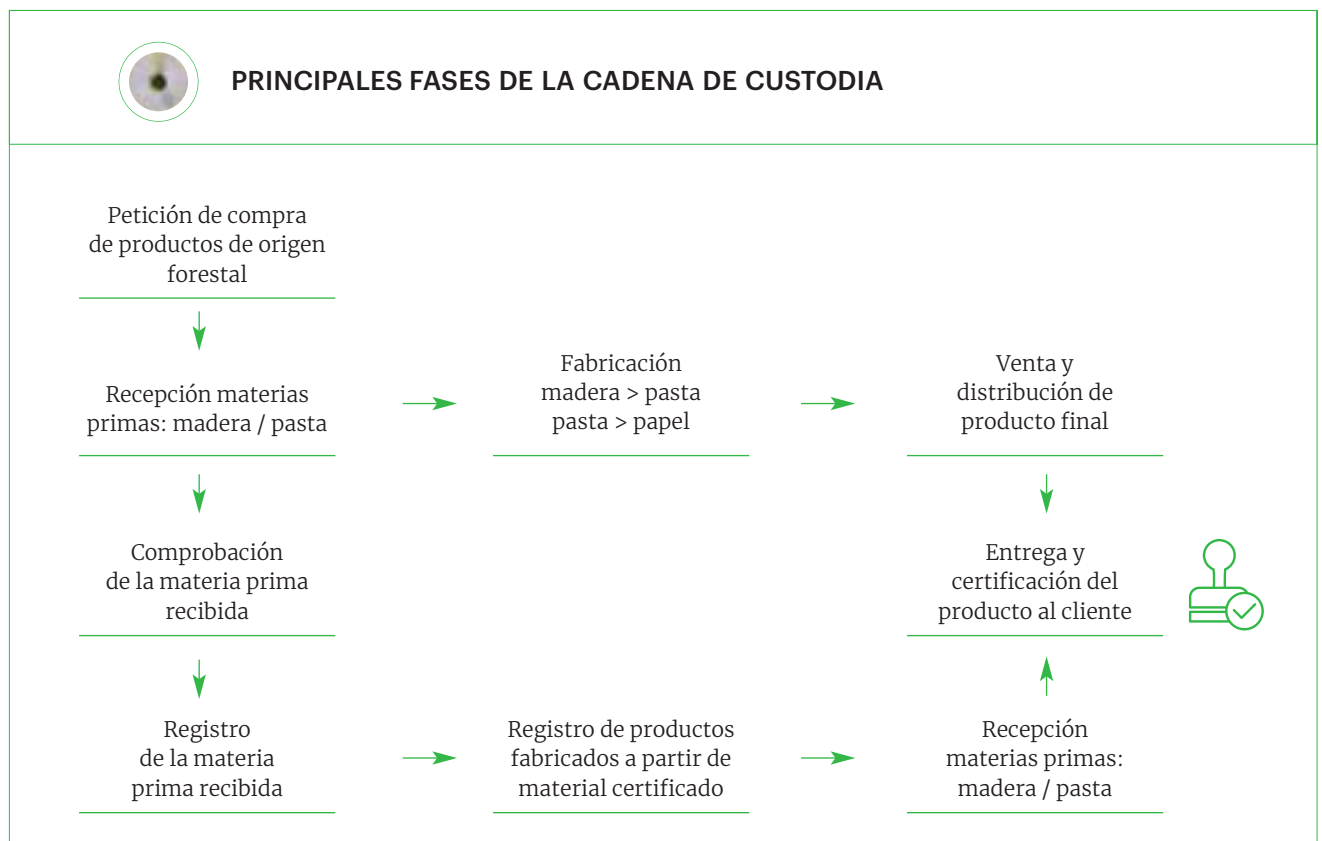 PRINCIPALES FASES DE LA CADENA DE CUSTODIA
Petición de compra
de productos de origen
forestal
Recepción materias
primas: madera / pasta
Fabricación
madera > pasta
pasta > papel
Venta y
distribución de
producto final
Comprobación
de la materia prima
recibida
Entrega y
certificación del
producto al cliente
Registro
de la materia
prima recibida
Registro de productos
fabricados a partir de
material certificado
Recepción
materias primas:
madera / pasta